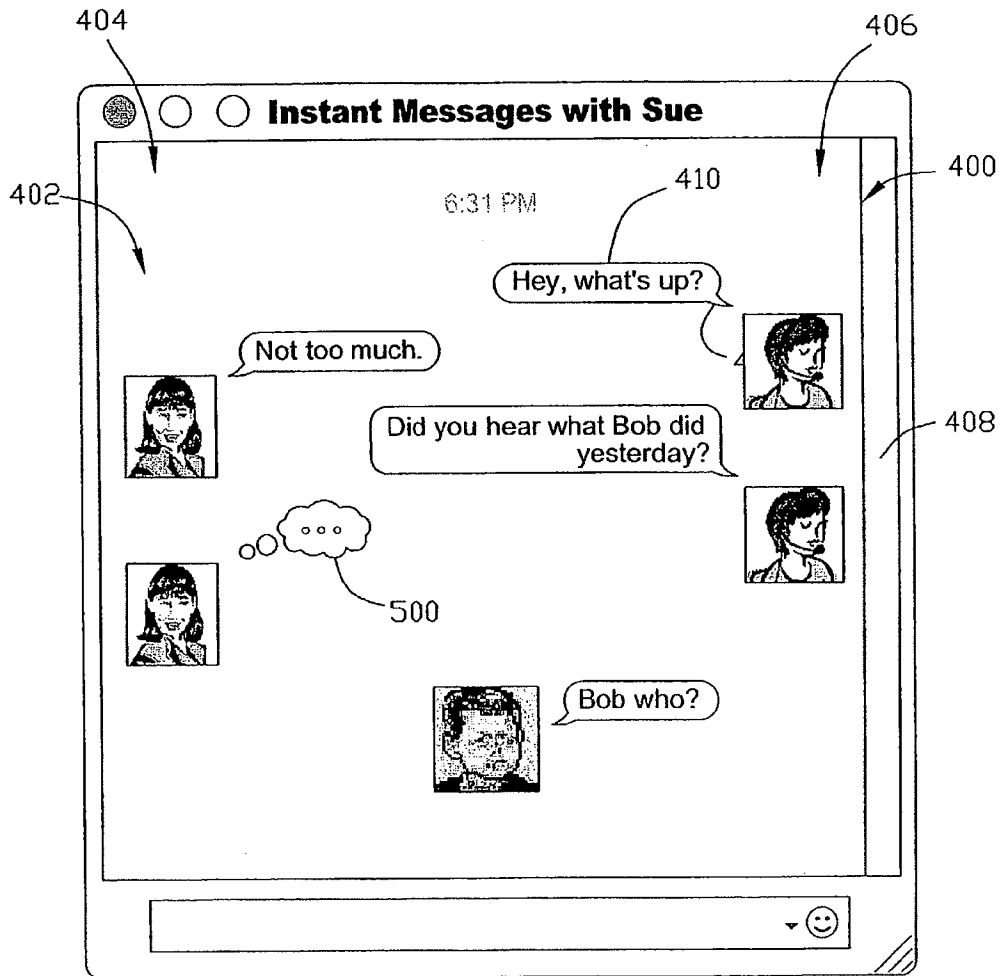 404
406
Instant Messages with Sue
402
410
400
6:31 PM
Hey, what's up?
Not too much.
Did you hear what Bob did
yesterday?
408
...
500
Bob who?